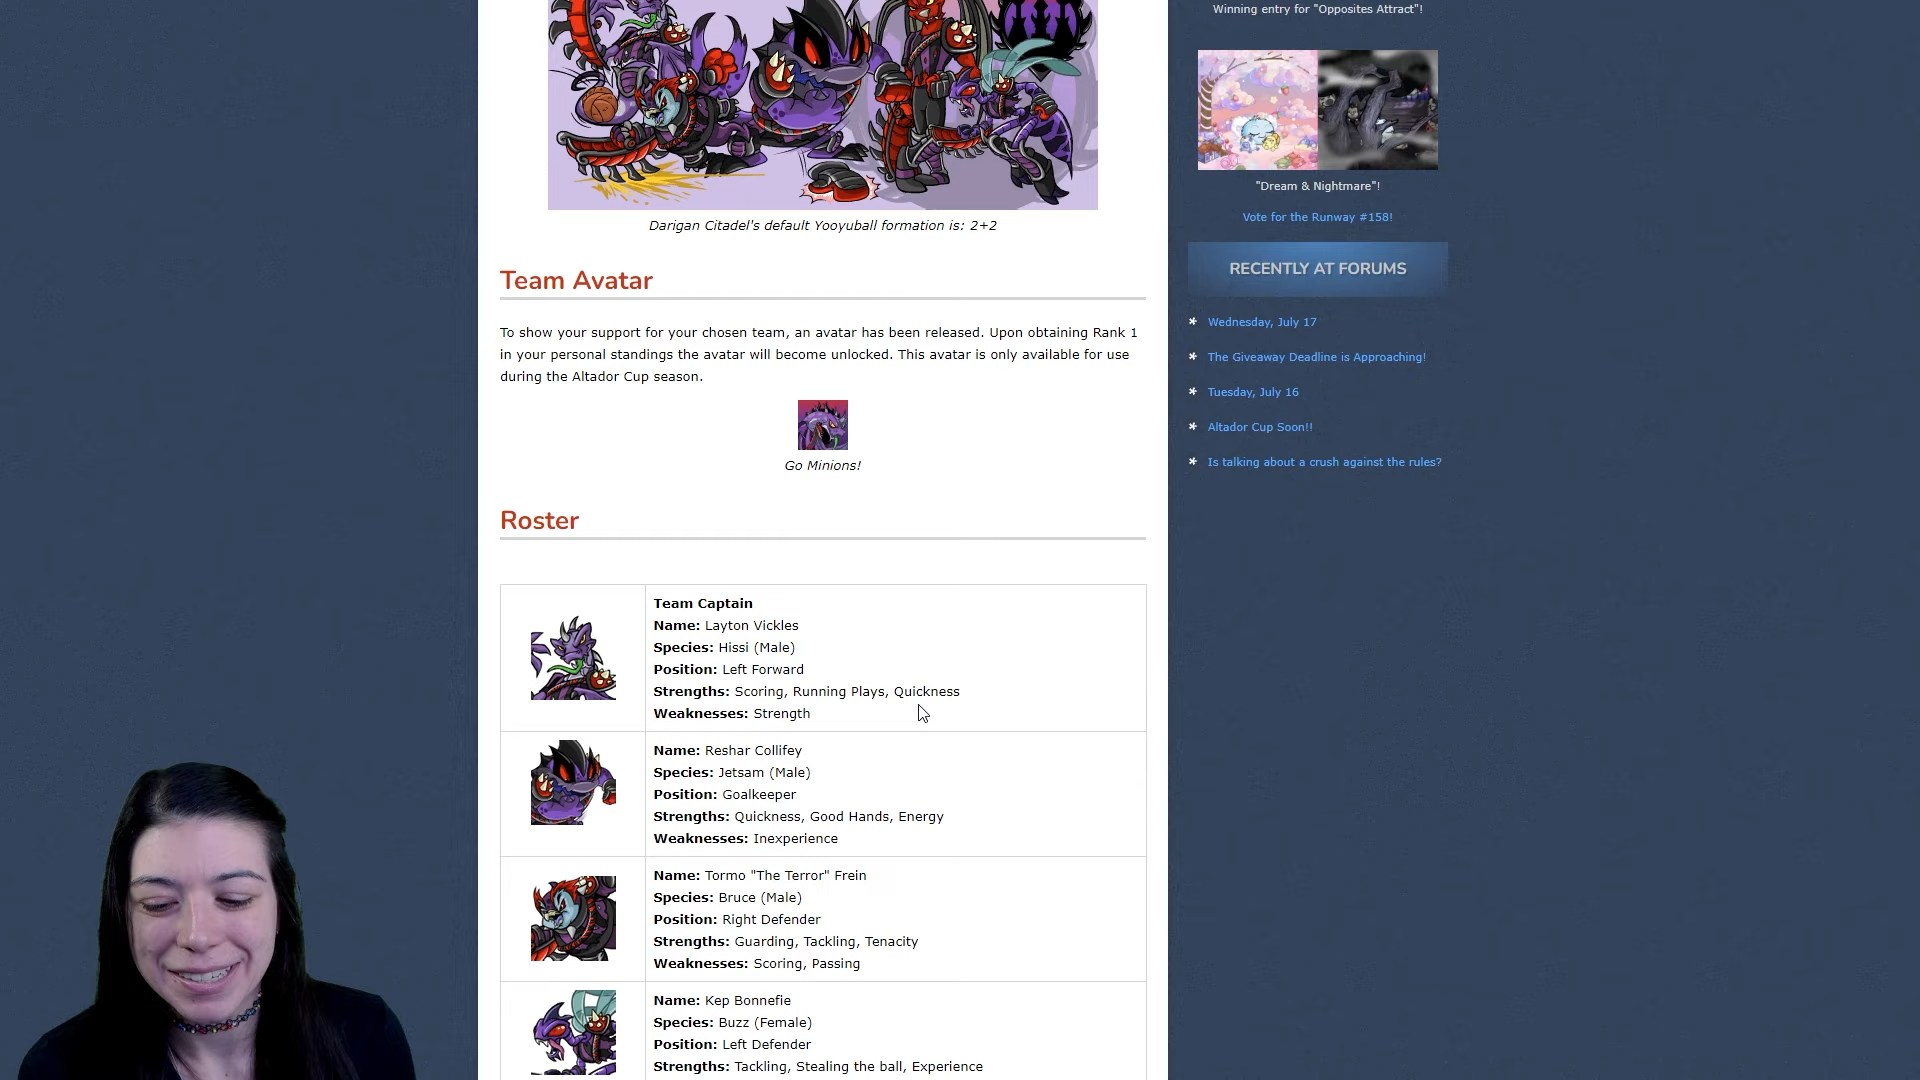 Winning entry for "Opposites Attract"!
"Dream & Nightmare"!
Vote for the Runway #158!
RECENTLY AT FORUMS
* Wednesday, July 17
* The Giveaway Deadline is Approaching!
* Tuesday, July 16
* Altador Cup Soon!!
* Is talking about a crush against the rules?
Darigan Citadel's default Yooyuball formation is: 2+2
Team Avatar
To show your support for your chosen team, an avatar has been released. Upon obtaining Rank 1
in your personal standings the avatar will become unlocked. This avatar is only available for use
during the Altador Cup season.
Go Minions!
Roster
Team Captain
Name: Layton Vickles
Species: Hissi (Male)
Position: Left Forward
Strengths: Scoring, Running Plays, Quickness
Weaknesses: Strength
Name: Reshar Collifey
Species: Jetsam (Male)
Position: Goalkeeper
Strengths: Quickness, Good Hands, Energy
Weaknesses: Inexperience
Name: Tormo "The Terror" Frein
Species: Bruce (Male)
Position: Right Defender
Strengths: Guarding, Tackling, Tenacity
Weaknesses: Scoring, Passing
Name: Kep Bonnefie
Species: Buzz (Female)
Position: Left Defender
Strengths: Tackling, Stealing the ball, Experience